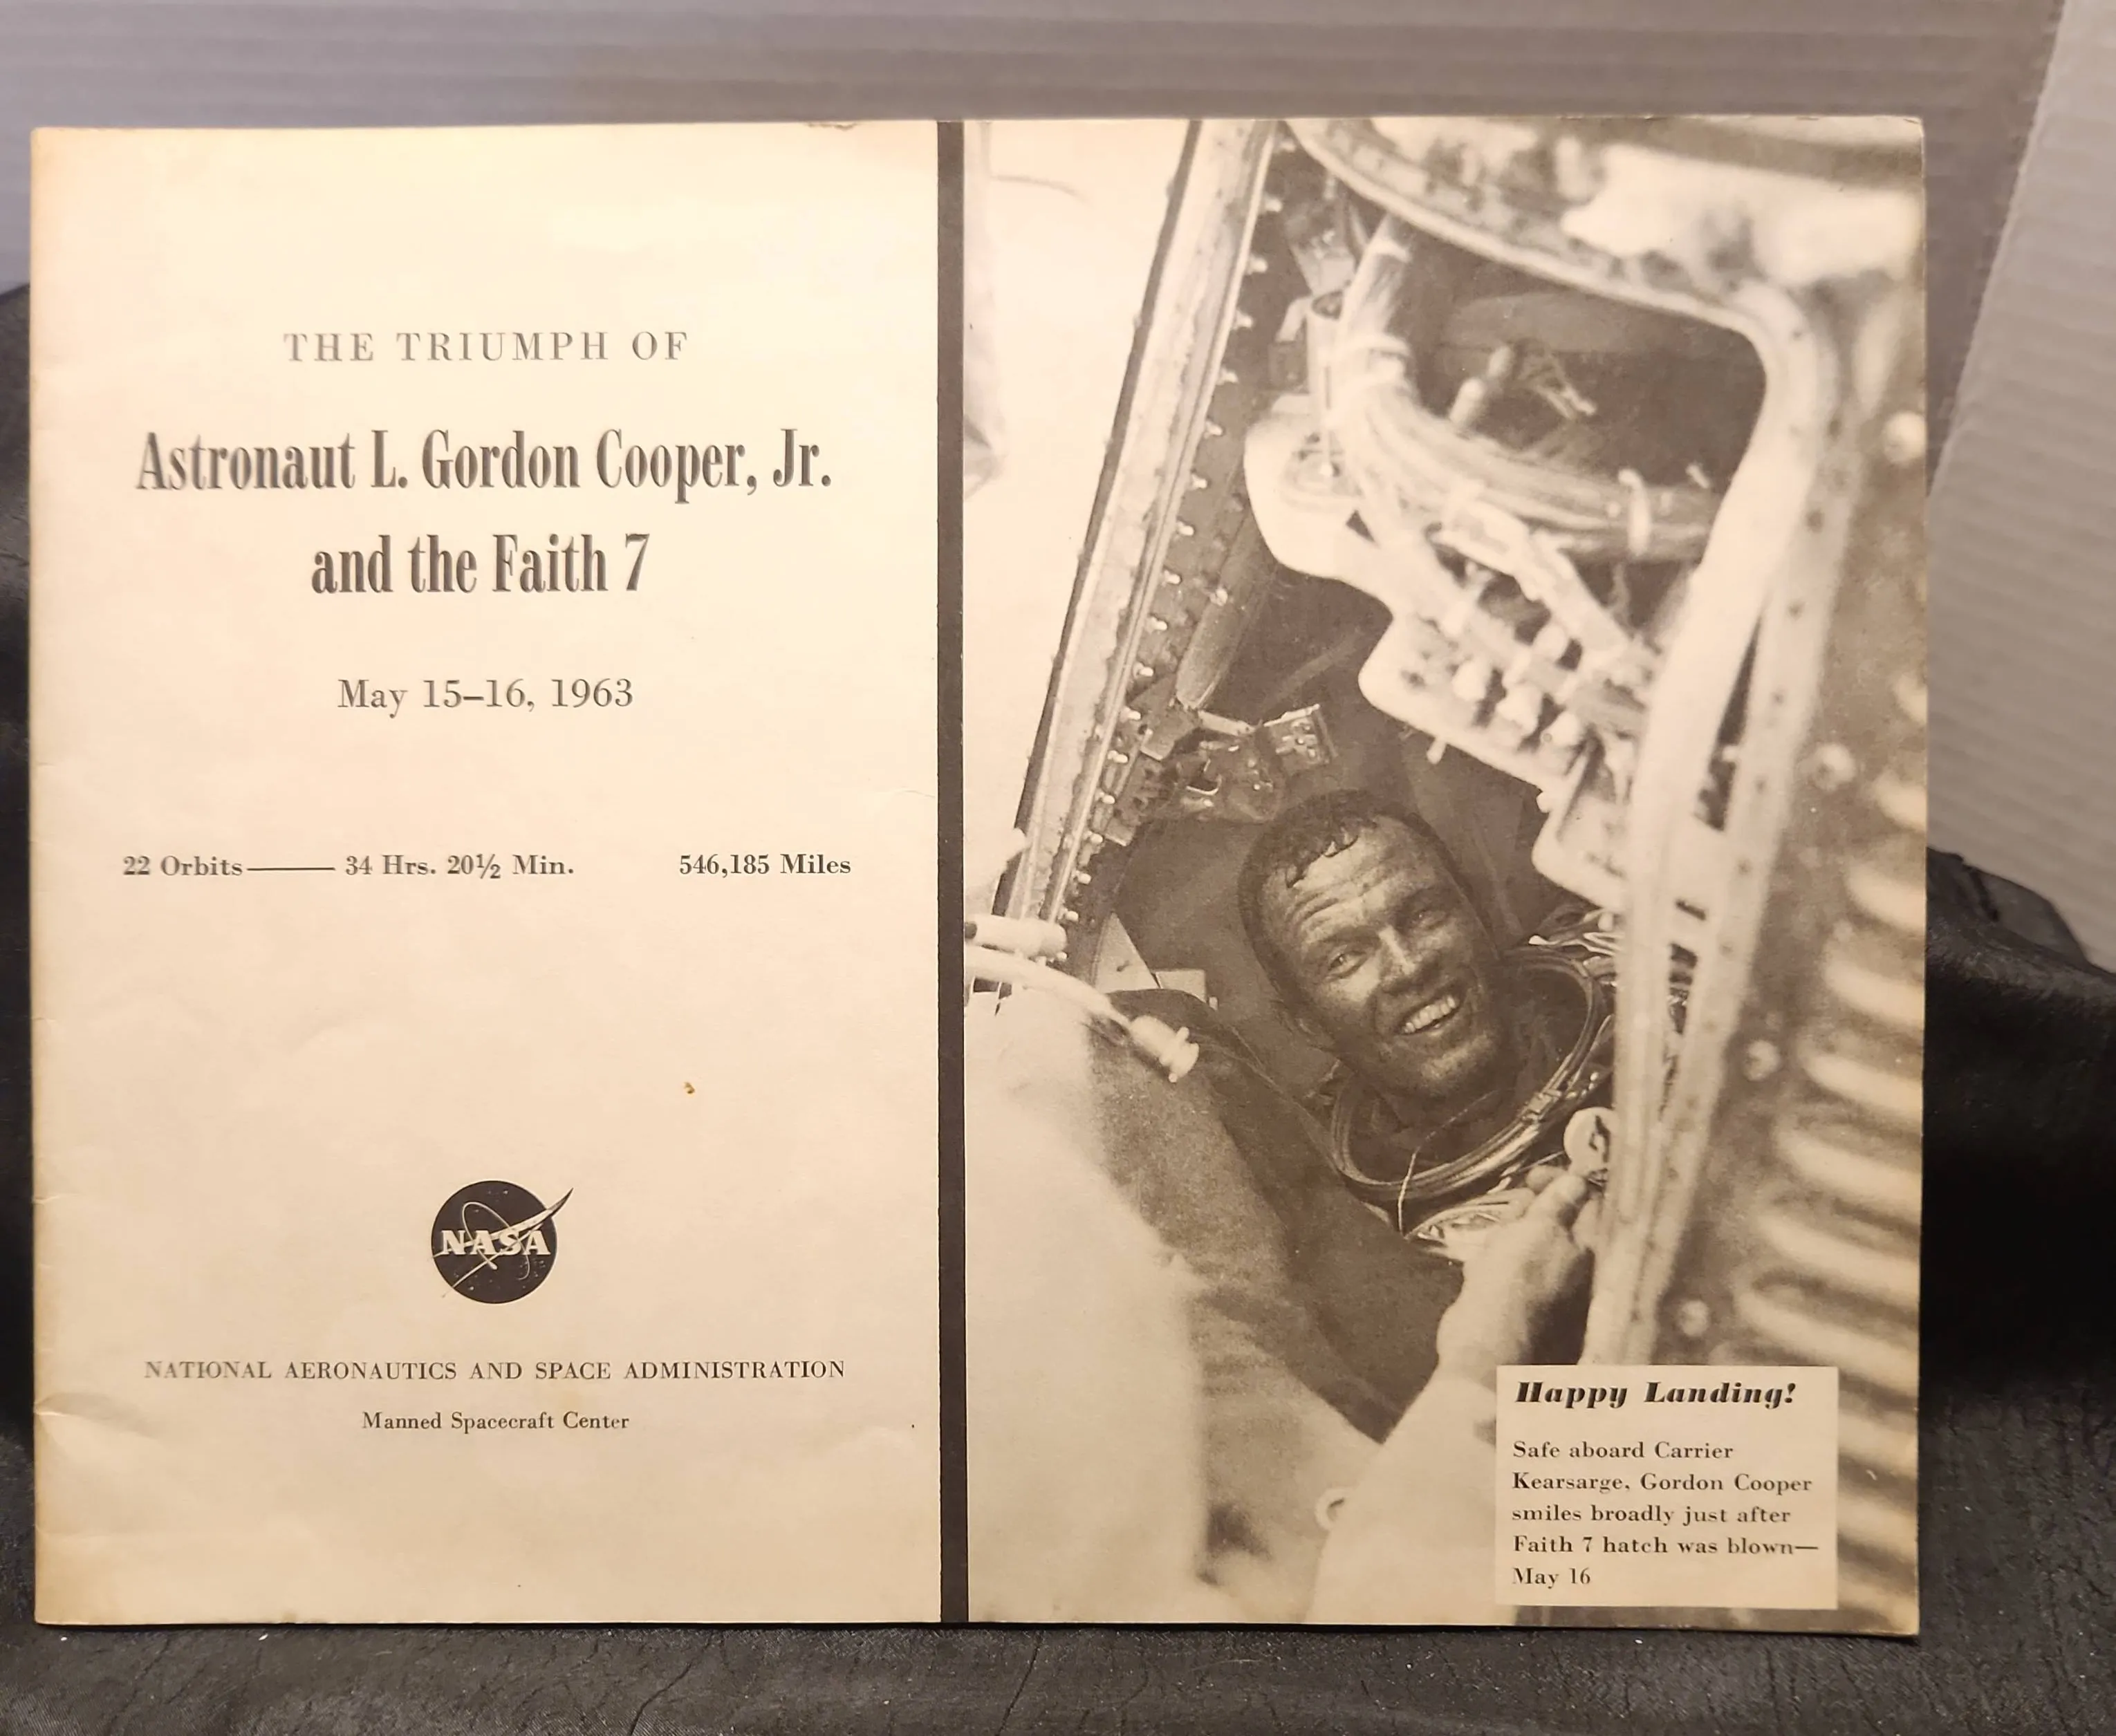 THE TRIUMPH OF
Astronaut L. Gordon Cooper, Jr.
and the Faith 7
May 15–16, 1963
22 Orbits—— 34 Hrs. 20½ Min. 546,185 Miles
NASA
NATIONAL AERONAUTICS AND SPACE ADMINISTRATION
Manned Spacecraft Center
Happy Landing!
Safe aboard Carrier
Kearsarge, Gordon Cooper
smiles broadly just after
Faith 7 hatch was blown—
May 16